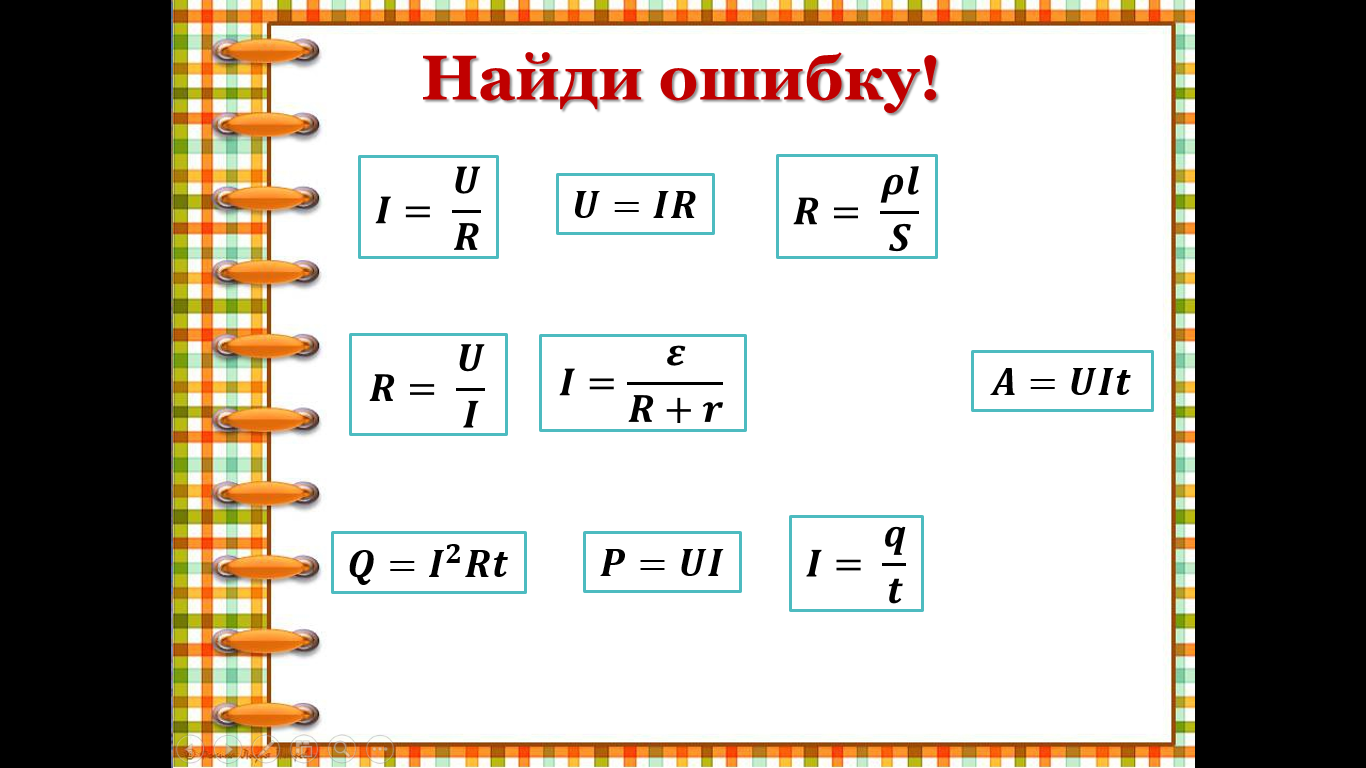 Найди ошибку!
I = U/R
U = IR
R = ρl/S
R = U/I
I = ε/(R + r)
A = UIt
Q = I²Rt
P = UI
I = q/t